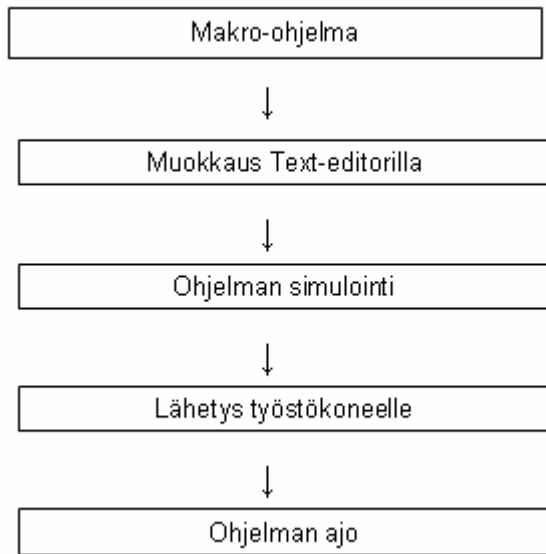 Makro-ohjelma
Muokkaus Text-editorilla
Ohjelman simulointi
Lähetys työstökoneelle
Ohjelman ajo